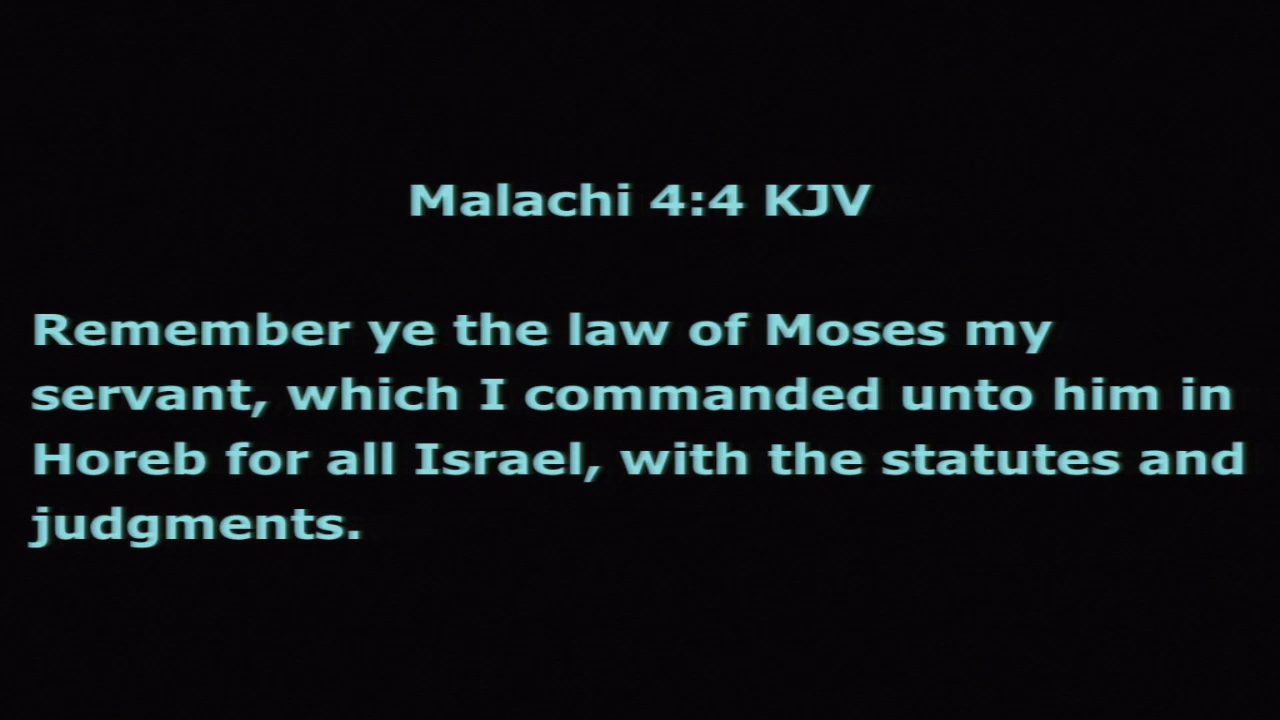 Malachi 4:4 KJV
Remember ye the law of Moses my
servant, which I commanded unto him in
Horeb for all Israel, with the statutes and
judgments.